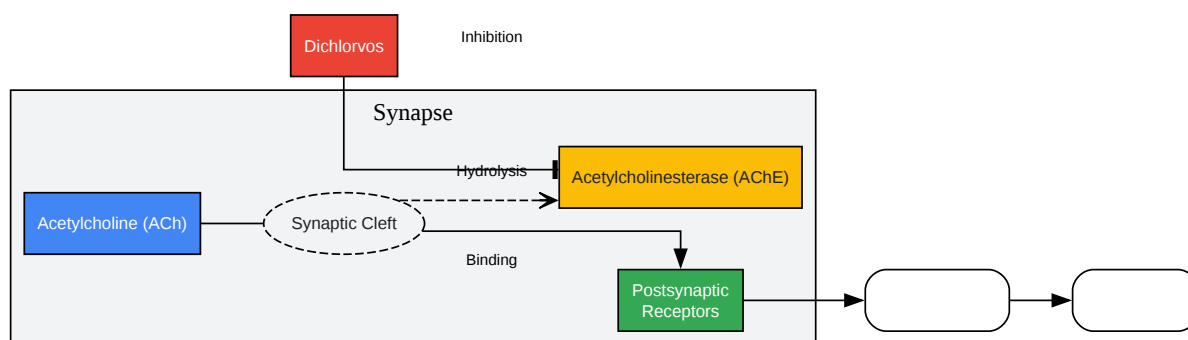 Inhibition
Dichlorvos
Synapse
Hydrolysis
Acetylcholinesterase (AChE)
Acetylcholine (ACh)
Synaptic Cleft
Binding
Postsynaptic
Receptors